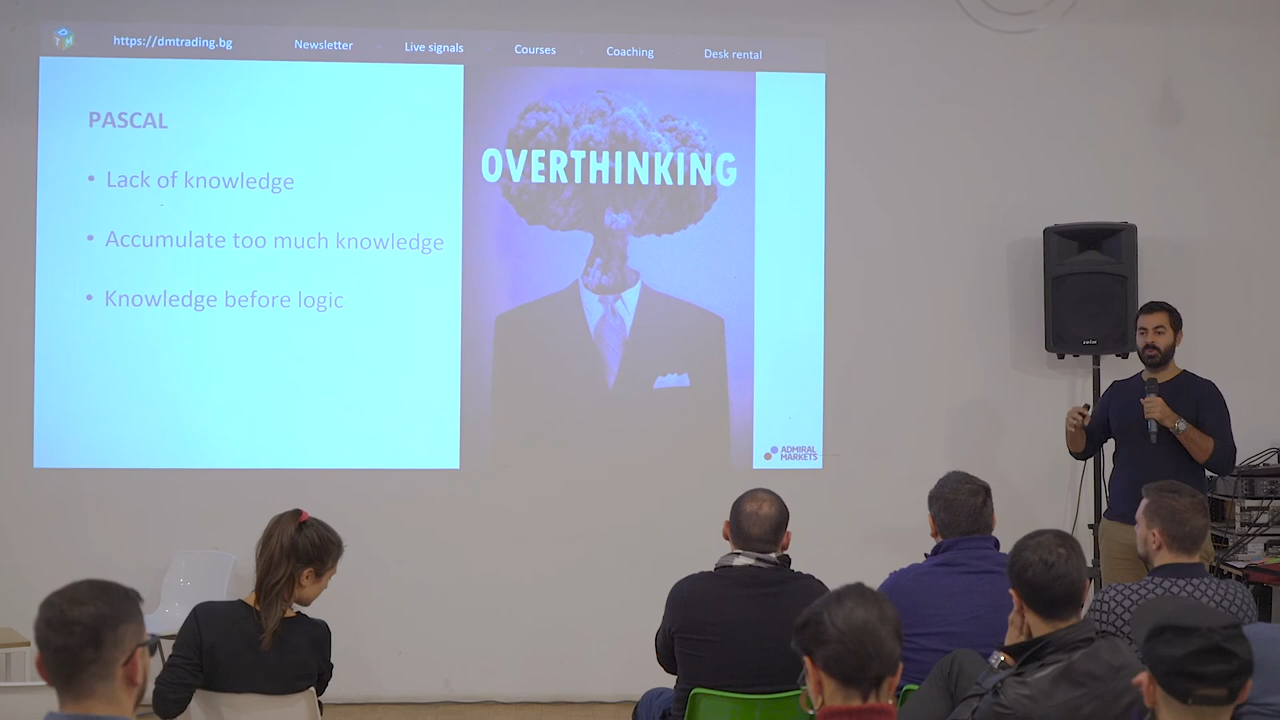 https://dmtrading.bg Newsletter Live signals Courses Coaching Desk rental
PASCAL
• Lack of knowledge
• Accumulate too much knowledge
• Knowledge before logic
OVERTHINKING
ADMIRAL
MARKETS